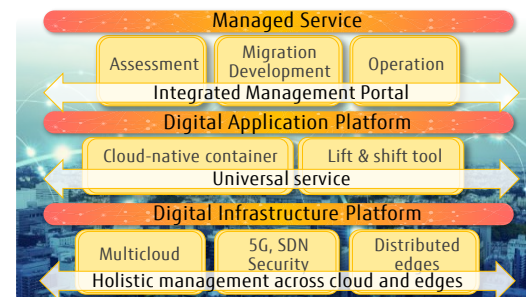 Managed Service
Assessment
Migration
Development
Operation
Integrated Management Portal
Digital Application Platform
Cloud-native container
Lift & shift tool
Universal service
Digital Infrastructure Platform
Multicloud
5G, SDN
Security
Distributed
edges
Holistic management across cloud and edges